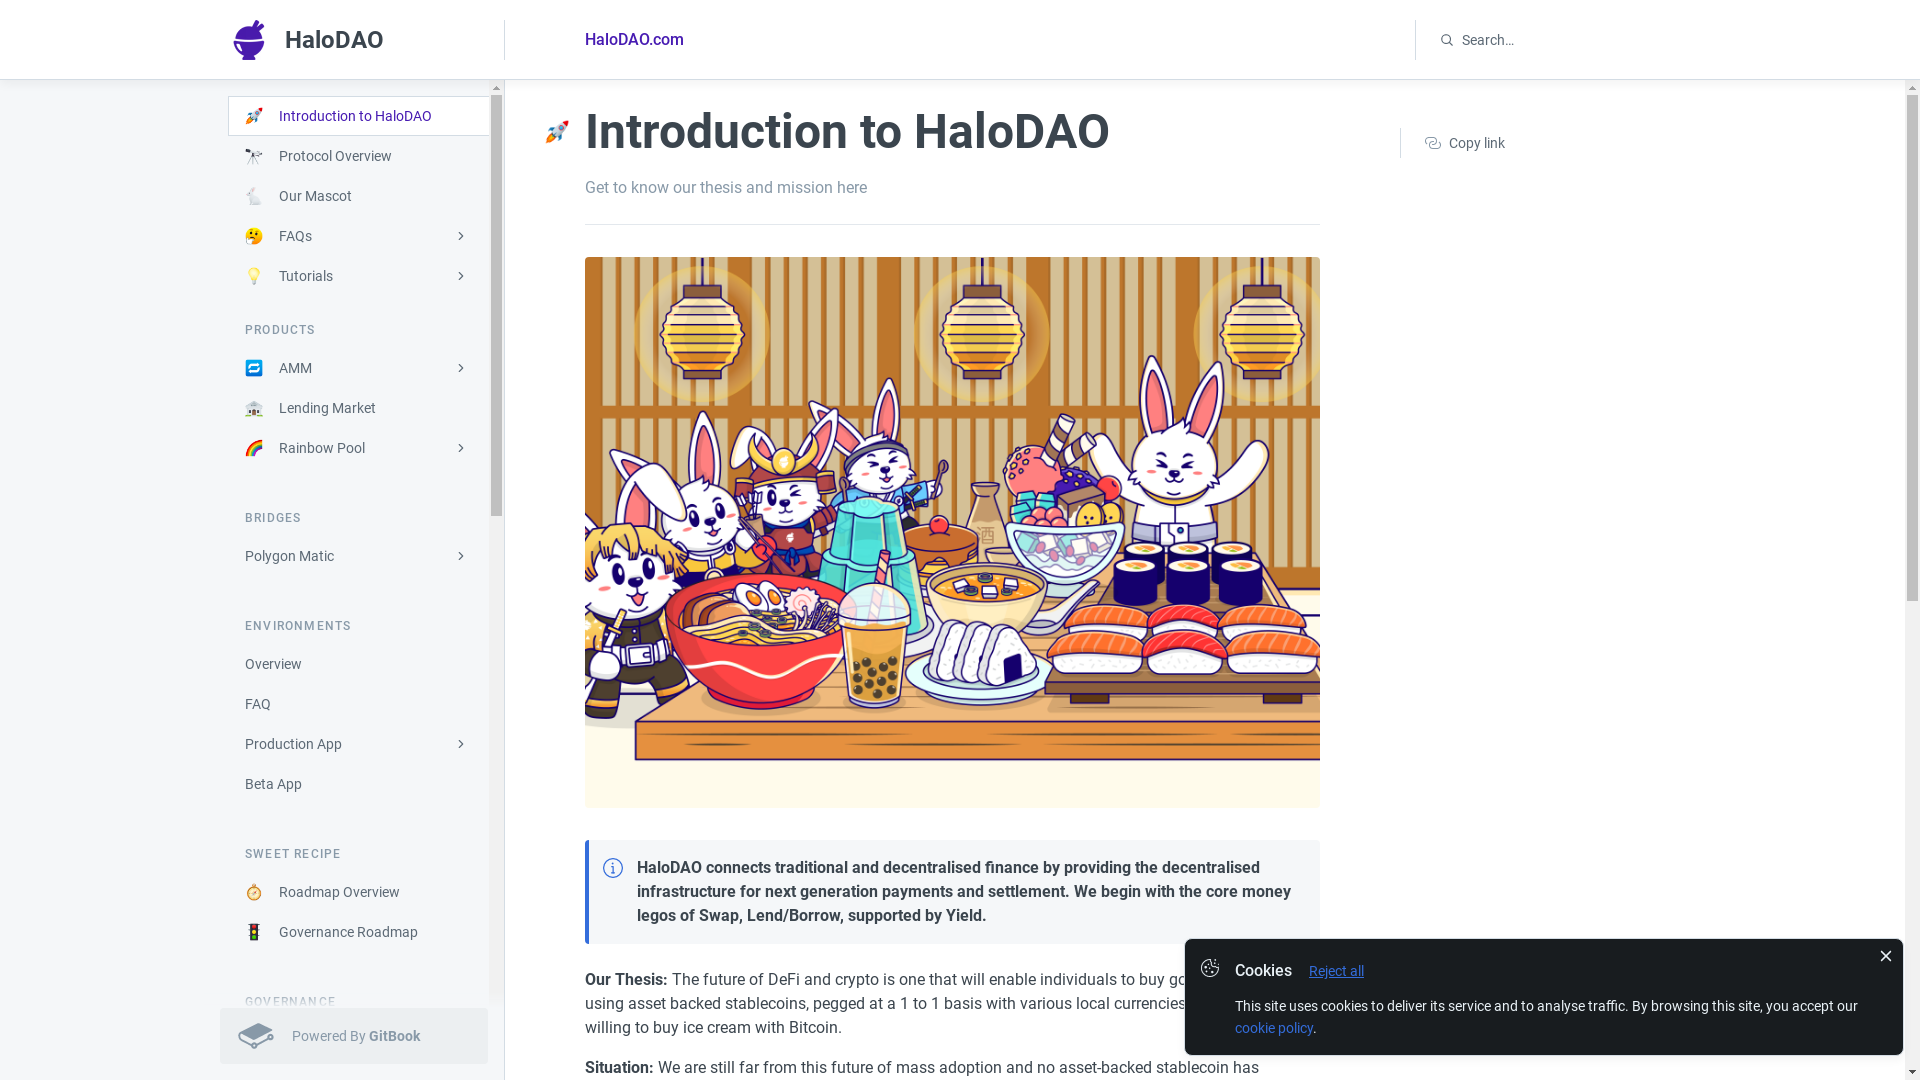 HaloDAO
HaloDAO.com
Search…
Introduction to HaloDAO
Protocol Overview
Our Mascot
FAQs
Tutorials
PRODUCTS
AMM
Lending Market
Rainbow Pool
BRIDGES
Polygon Matic
ENVIRONMENTS
Overview
FAQ
Production App
Beta App
SWEET RECIPE
Roadmap Overview
Governance Roadmap
GOVERNANCE
Powered By GitBook
Introduction to HaloDAO
Get to know our thesis and mission here
Copy link
酒
HaloDAO connects traditional and decentralised finance by providing the decentralised
infrastructure for next generation payments and settlement. We begin with the core money
legos of Swap, Lend/Borrow, supported by Yield.
Our Thesis: The future of DeFi and crypto is one that will enable individuals to buy
using asset backed stablecoins, pegged at a 1 to 1 basis with various local currencies
willing to buy ice cream with Bitcoin.
Situation: We are still far from this future of mass adoption and no asset-backed stablecoin has
Cookies Reject all
This site uses cookies to deliver its service and to analyse traffic. By browsing this site, you accept our
cookie policy.